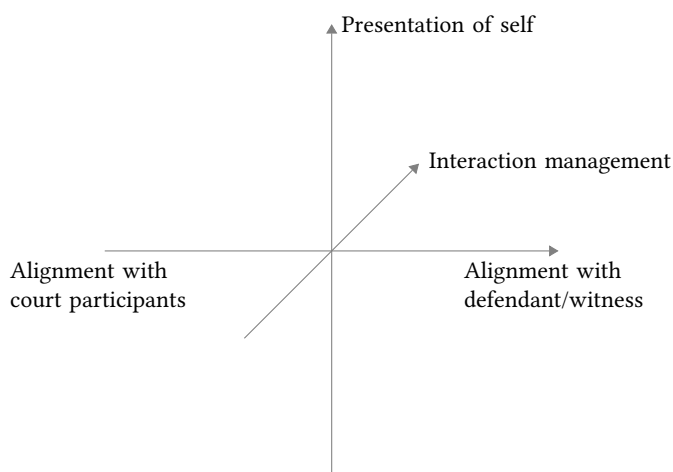 Presentation of self
Interaction management
Alignment with
court participants
Alignment with
defendant/witness